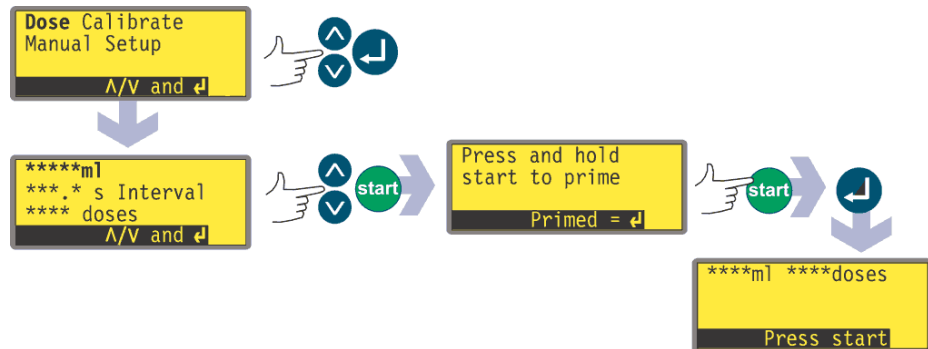 Dose Calibrate
Manual Setup
Λ/V and ↲
*****ml
***.* s Interval
**** doses
Λ/V and ↲
start
Press and hold
start to prime
Primed = ↲
start
****ml ****doses
Press start